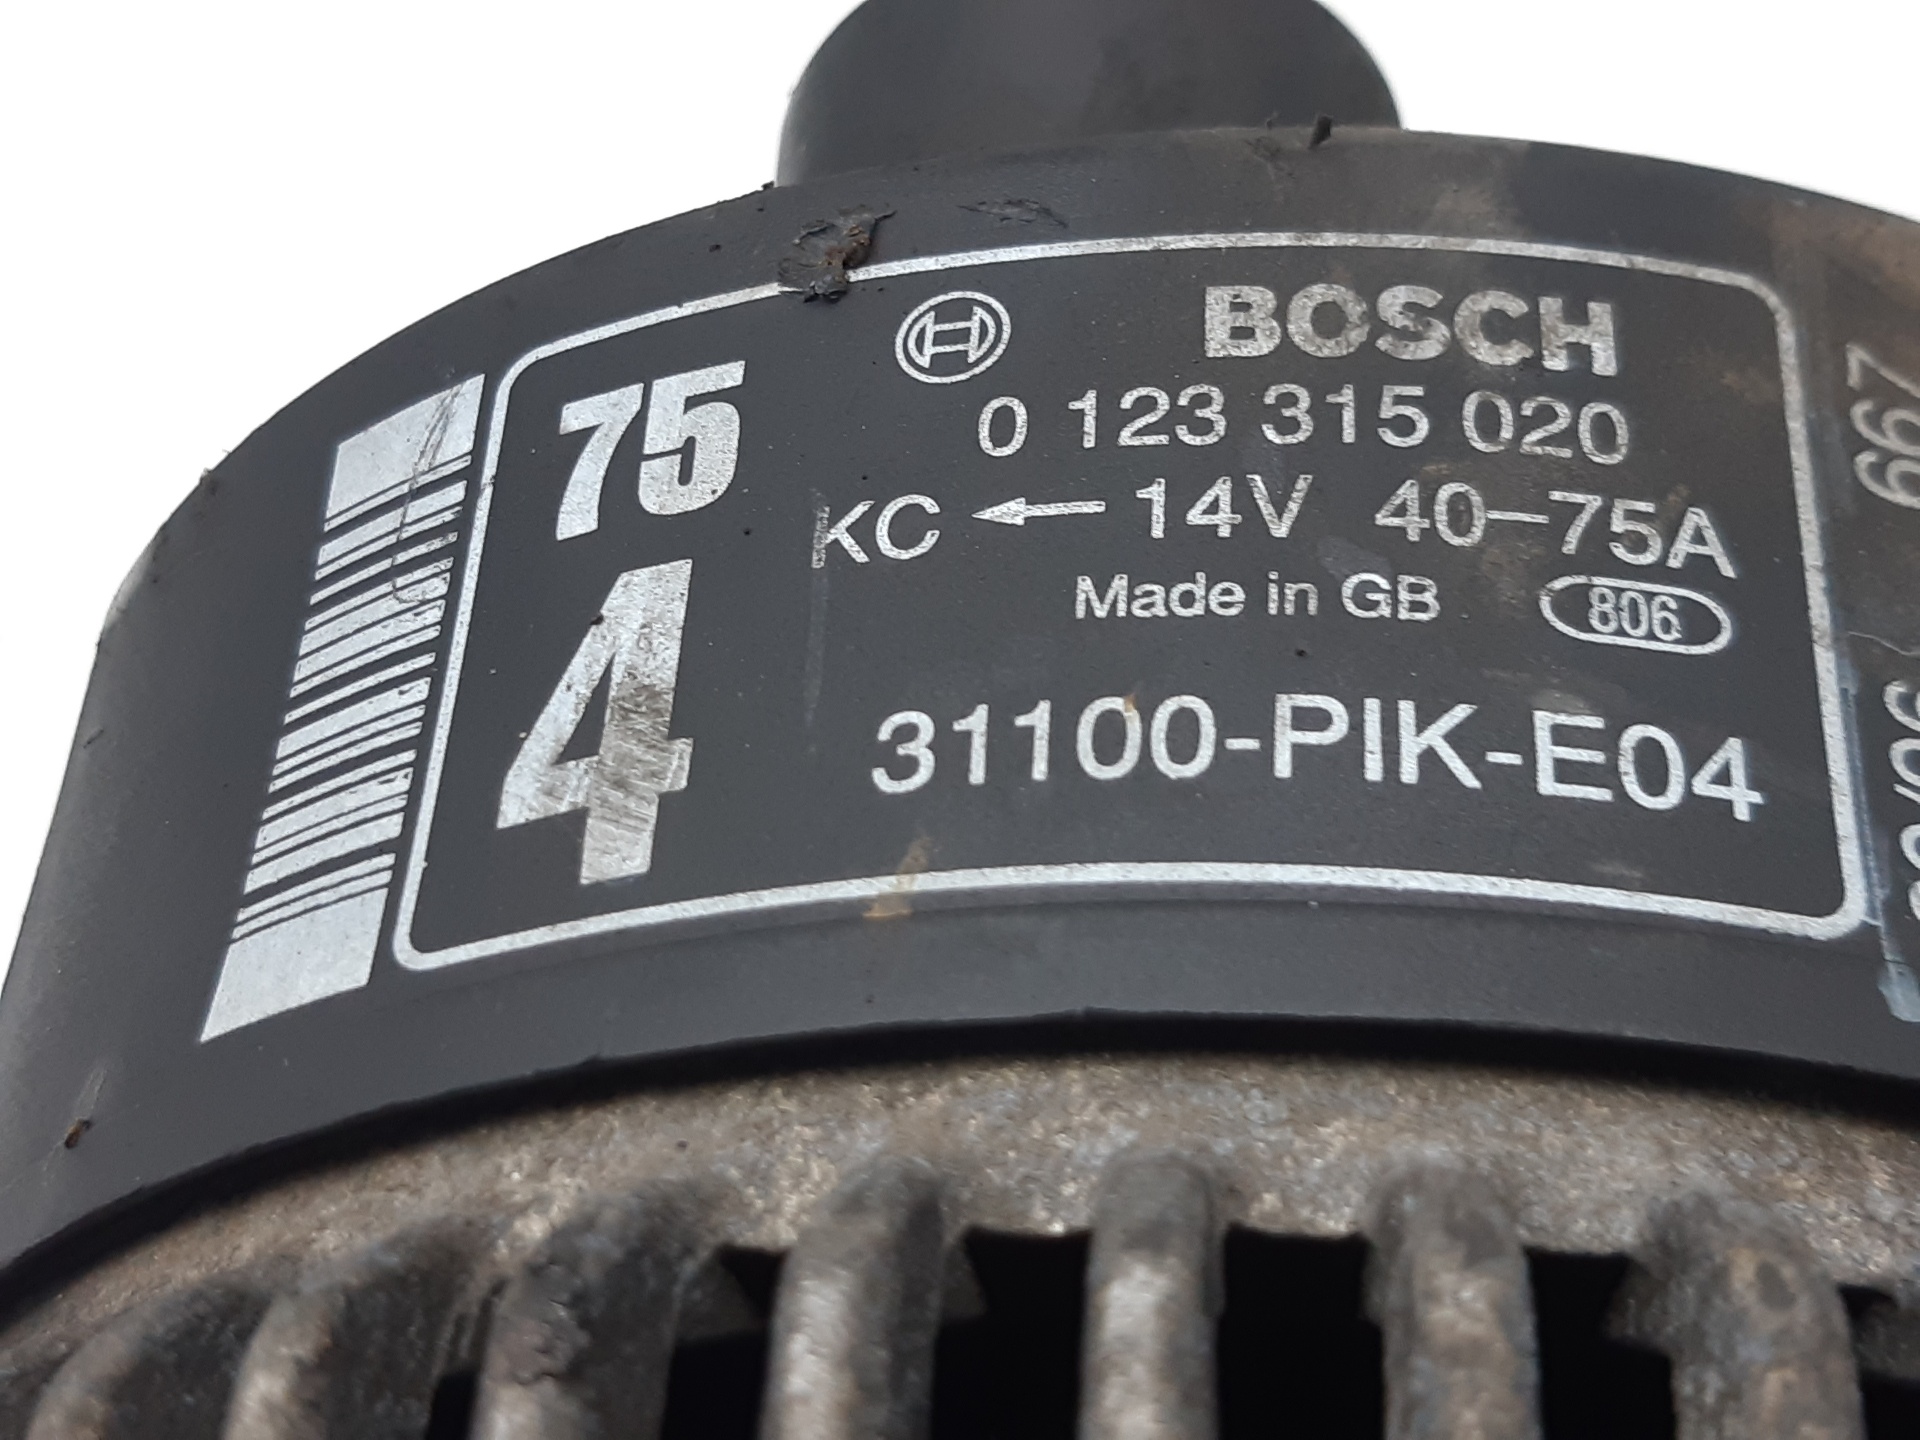 75
4
BOSCH
0 123 315 020
KC ← 14V 40–75A
Made in GB 806
31100-PIK-E04